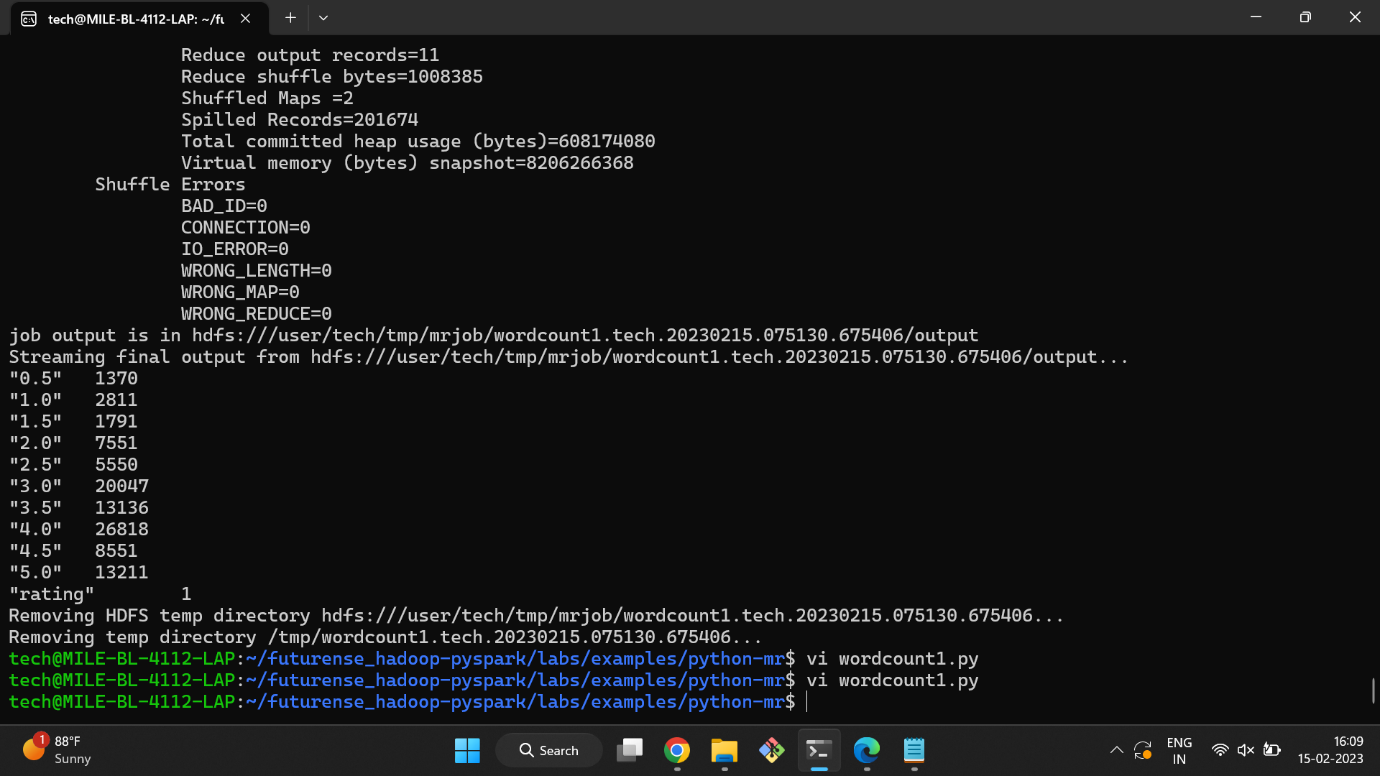 tech@MILE-BL-4112-LAP: ~/fu
Reduce output records=11
Reduce shuffle bytes=1008385
Shuffled Maps =2
Spilled Records=201674
Total committed heap usage (bytes)=608174080
Virtual memory (bytes) snapshot=8206266368
Shuffle Errors
BAD_ID=0
CONNECTION=0
IO_ERROR=0
WRONG_LENGTH=0
WRONG_MAP=0
WRONG_REDUCE=0
job output is in hdfs:///user/tech/tmp/mrjob/wordcount1.tech.20230215.075130.675406/output
Streaming final output from hdfs:///user/tech/tmp/mrjob/wordcount1.tech.20230215.075130.675406/output...
"0.5"	1370
"1.0"	2811
"1.5"	1791
"2.0"	7551
"2.5"	5550
"3.0"	20047
"3.5"	13136
"4.0"	26818
"4.5"	8551
"5.0"	13211
"rating"	1
Removing HDFS temp directory hdfs:///user/tech/tmp/mrjob/wordcount1.tech.20230215.075130.675406...
Removing temp directory /tmp/wordcount1.tech.20230215.075130.675406...
tech@MILE-BL-4112-LAP:~/futurense_hadoop-pyspark/labs/examples/python-mr$ vi wordcount1.py
tech@MILE-BL-4112-LAP:~/futurense_hadoop-pyspark/labs/examples/python-mr$ vi wordcount1.py
tech@MILE-BL-4112-LAP:~/futurense_hadoop-pyspark/labs/examples/python-mr$
1
88°F
Sunny
Search
ENG
IN
16:09
15-02-2023